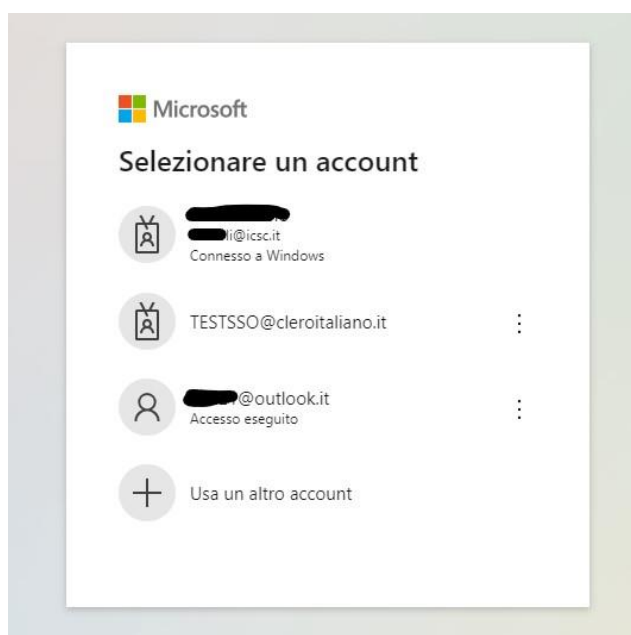 Microsoft
Selezionare un account
li@icsc.it
Connesso a Windows
TESTSSO@cleroitaliano.it
@outlook.it
Accesso eseguito
Usa un altro account